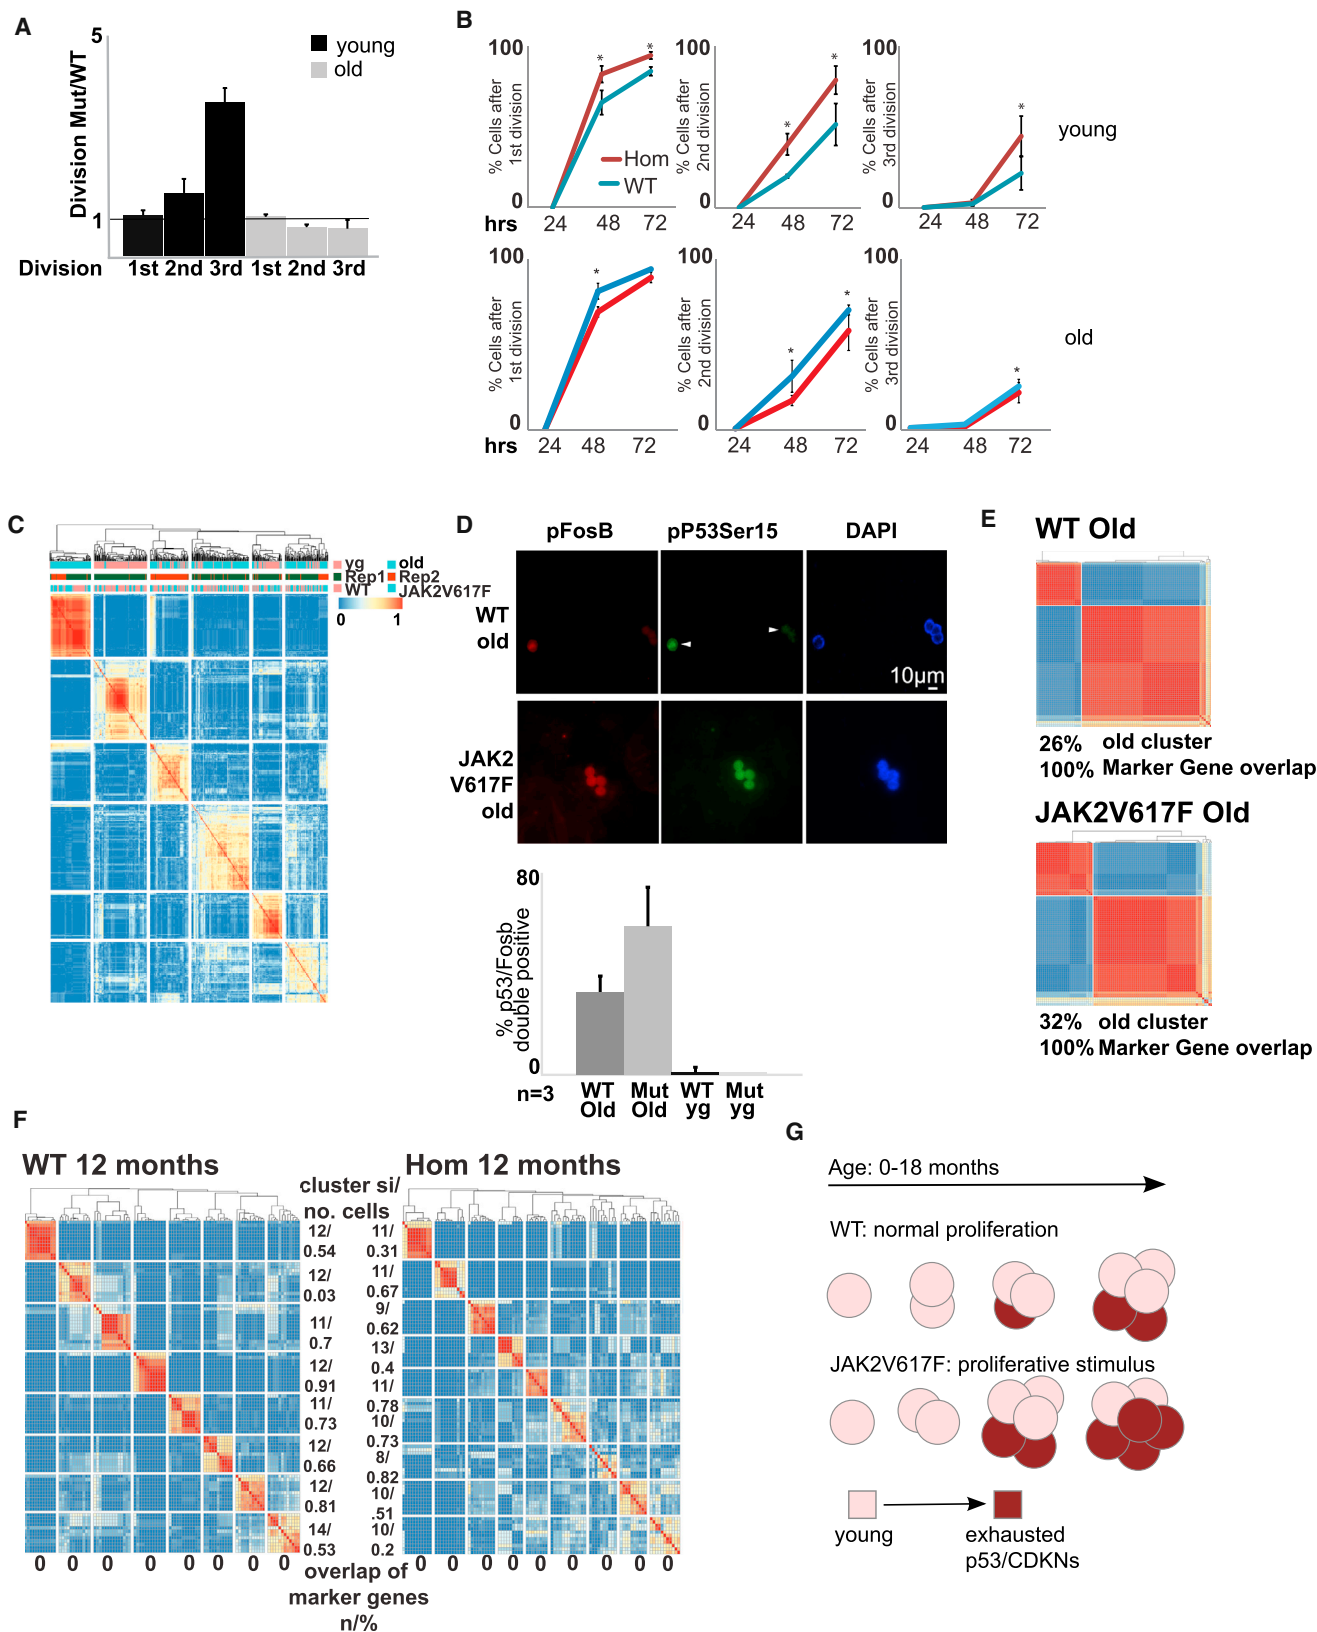 A
5
Division Mut/WT
1
young
old
Division 1st 2nd 3rd 1st 2nd 3rd
B
100
% Cells after
1st division
0
* *
Hom
WT
hrs 24 48 72
100
% Cells after
2nd division
0
* *
24 48 72
100
% Cells after
3rd division
0
*
24 48 72
young
100
% Cells after
1st division
0
*
hrs 24 48 72
100
% Cells after
2nd division
0
* *
24 48 72
100
% Cells after
3rd division
0
*
24 48 72
old
C
yg old
Rep1 Rep2
WT JAK2V617F
0 1
D
pFosB pP53Ser15 DAPI
WT
old
10µm
JAK2
V617F
old
80
% p53/Fosb
double positive
0
n=3
WT
Old
Mut
Old
WT
yg
Mut
yg
E
WT Old
26% old cluster
100% Marker Gene overlap
JAK2V617F Old
32% old cluster
100% Marker Gene overlap
F
WT 12 months
cluster si/
no. cells
Hom 12 months
12/
0.54
12/
0.03
11/
0.7
12/
0.91
11/
0.73
12/
0.66
12/
0.81
14/
0.53
11/
0.31
11/
0.67
9/
0.62
13/
0.4
11/
0.78
10/
0.73
8/
0.82
10/
.51
10/
0.2
0 0 0 0 0 0 0 0
0 0 0 0 0 0 0 0 0
overlap of
marker genes
n/%
G
Age: 0-18 months
WT: normal proliferation
JAK2V617F: proliferative stimulus
young
exhausted
p53/CDKNs